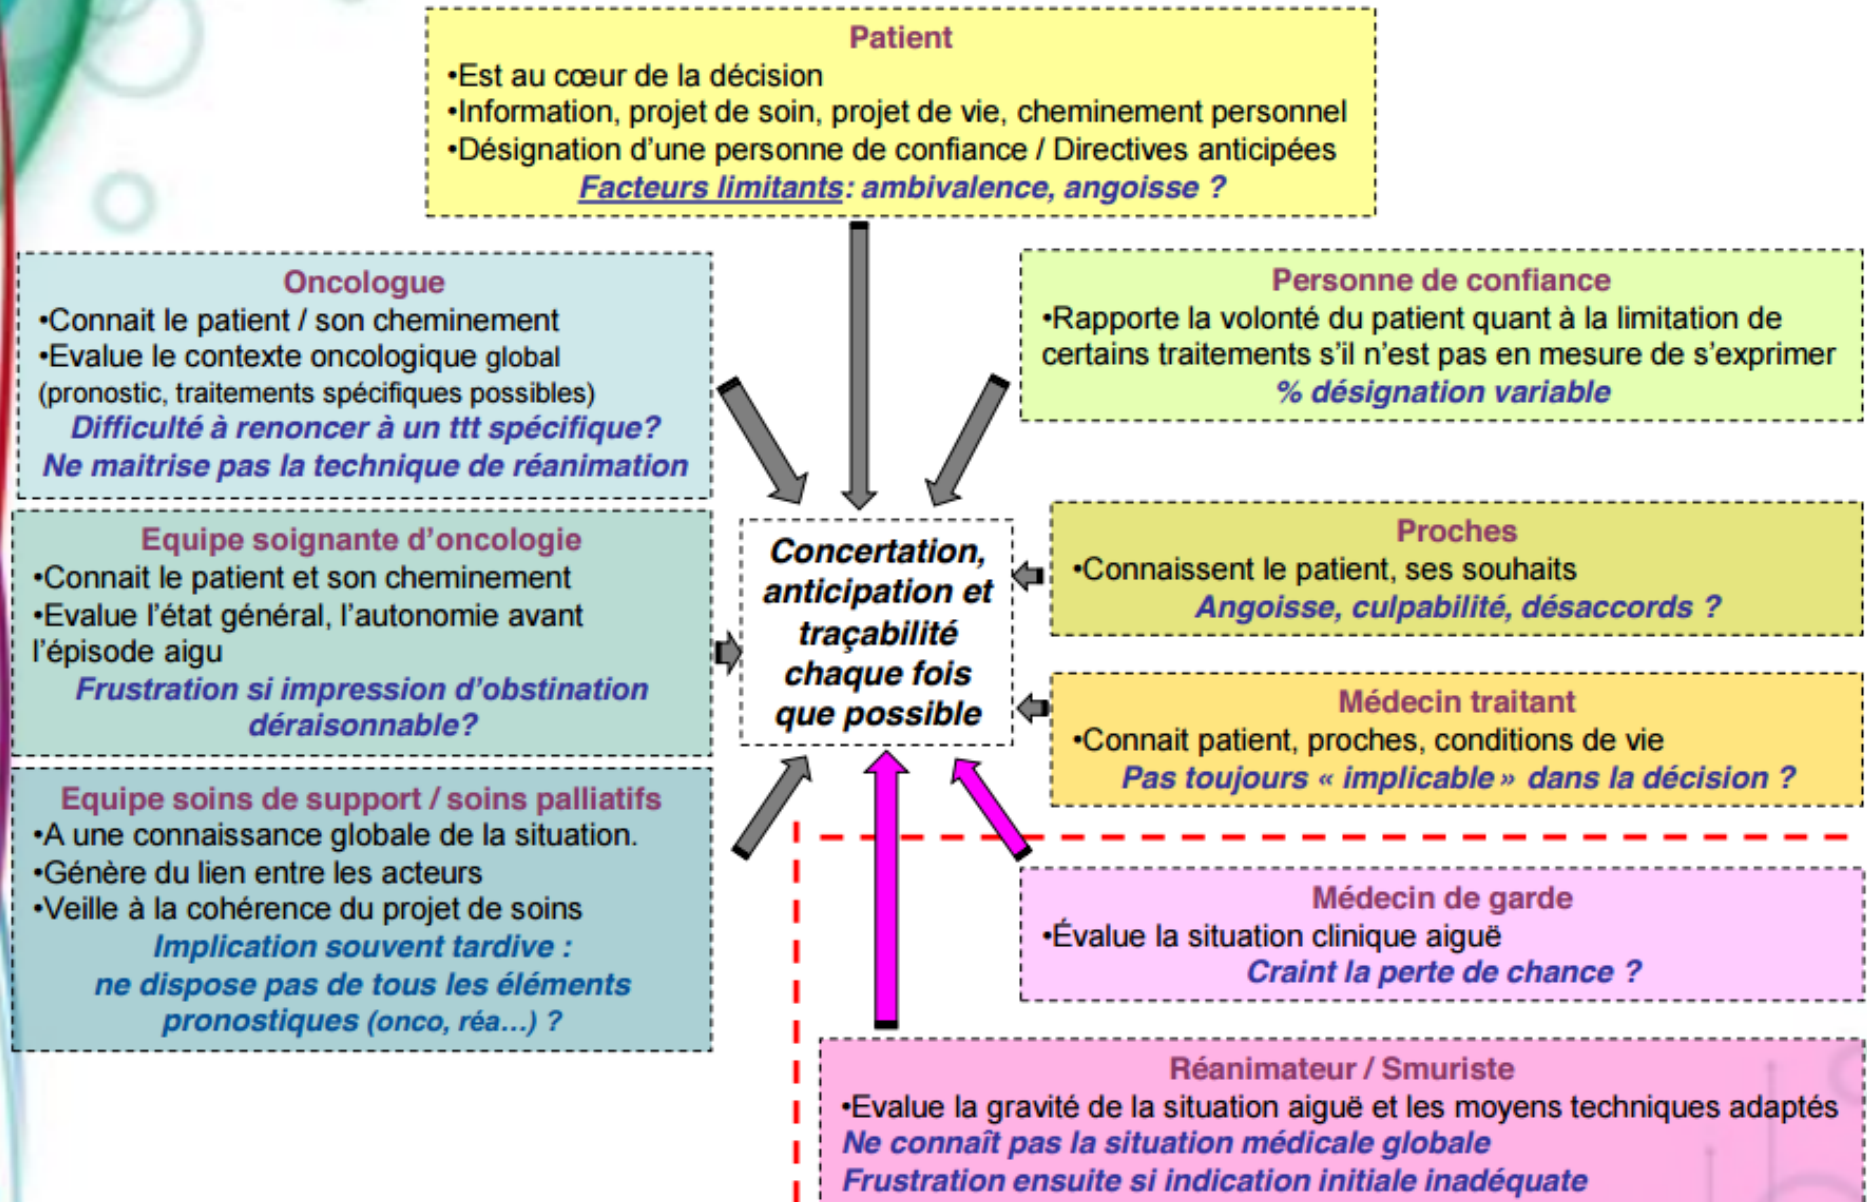 Patient
•Est au cœur de la décision
•Information, projet de soin, projet de vie, cheminement personnel
•Désignation d'une personne de confiance / Directives anticipées
Facteurs limitants: ambivalence, angoisse ?
Oncologue
•Connait le patient / son cheminement
•Evalue le contexte oncologique global
(pronostic, traitements spécifiques possibles)
Difficulté à renoncer à un ttt spécifique?
Ne maitrise pas la technique de réanimation
Personne de confiance
•Rapporte la volonté du patient quant à la limitation de
certains traitements s'il n'est pas en mesure de s'exprimer
% désignation variable
Equipe soignante d'oncologie
•Connait le patient et son cheminement
•Evalue l'état général, l'autonomie avant
l'épisode aigu
Frustration si impression d'obstination
déraisonnable?
Concertation,
anticipation et
traçabilité
chaque fois
que possible
Proches
•Connaissent le patient, ses souhaits
Angoisse, culpabilité, désaccords ?
Médecin traitant
•Connait patient, proches, conditions de vie
Pas toujours « implicable » dans la décision ?
Equipe soins de support / soins palliatifs
•A une connaissance globale de la situation.
•Génère du lien entre les acteurs
•Veille à la cohérence du projet de soins
Implication souvent tardive :
ne dispose pas de tous les éléments
pronostiques (onco, réa…) ?
Médecin de garde
•Évalue la situation clinique aiguë
Craint la perte de chance ?
Réanimateur / Smuriste
•Evalue la gravité de la situation aiguë et les moyens techniques adaptés
Ne connaît pas la situation médicale globale
Frustration ensuite si indication initiale inadéquate